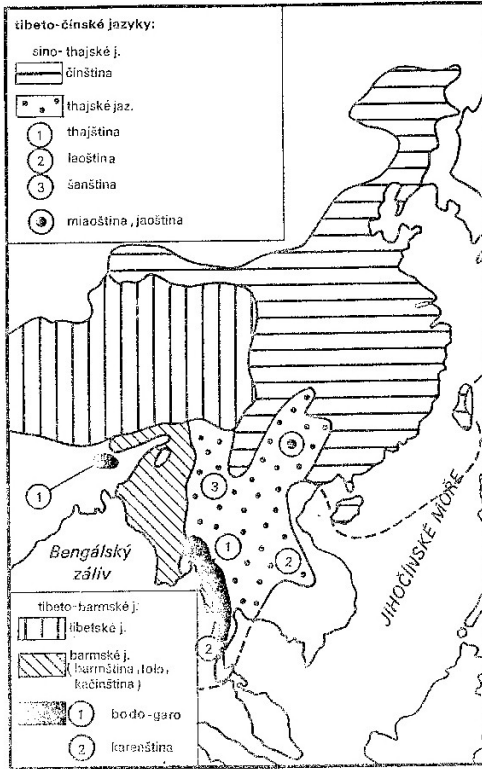 tibeto-čínské jazyky:
sino-thajské j.
čínština
thajské jaz.
1 thajština
2 laoština
3 šanština
miaoština, jaoština
3
1
1
2
Bengálský
záliv
JIHOČÍNSKÉ MOŘE
tibeto-barmské j.
tibetské j.
barmské j.
(barmština, lolo,
kačinština)
2
1 bodo-garo
2 karenština